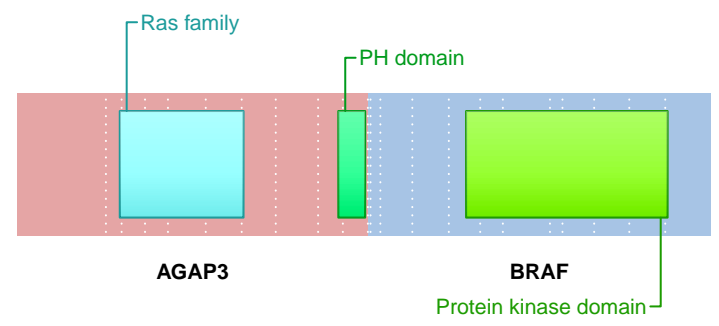 Ras family
PH domain
AGAP3
BRAF
Protein kinase domain